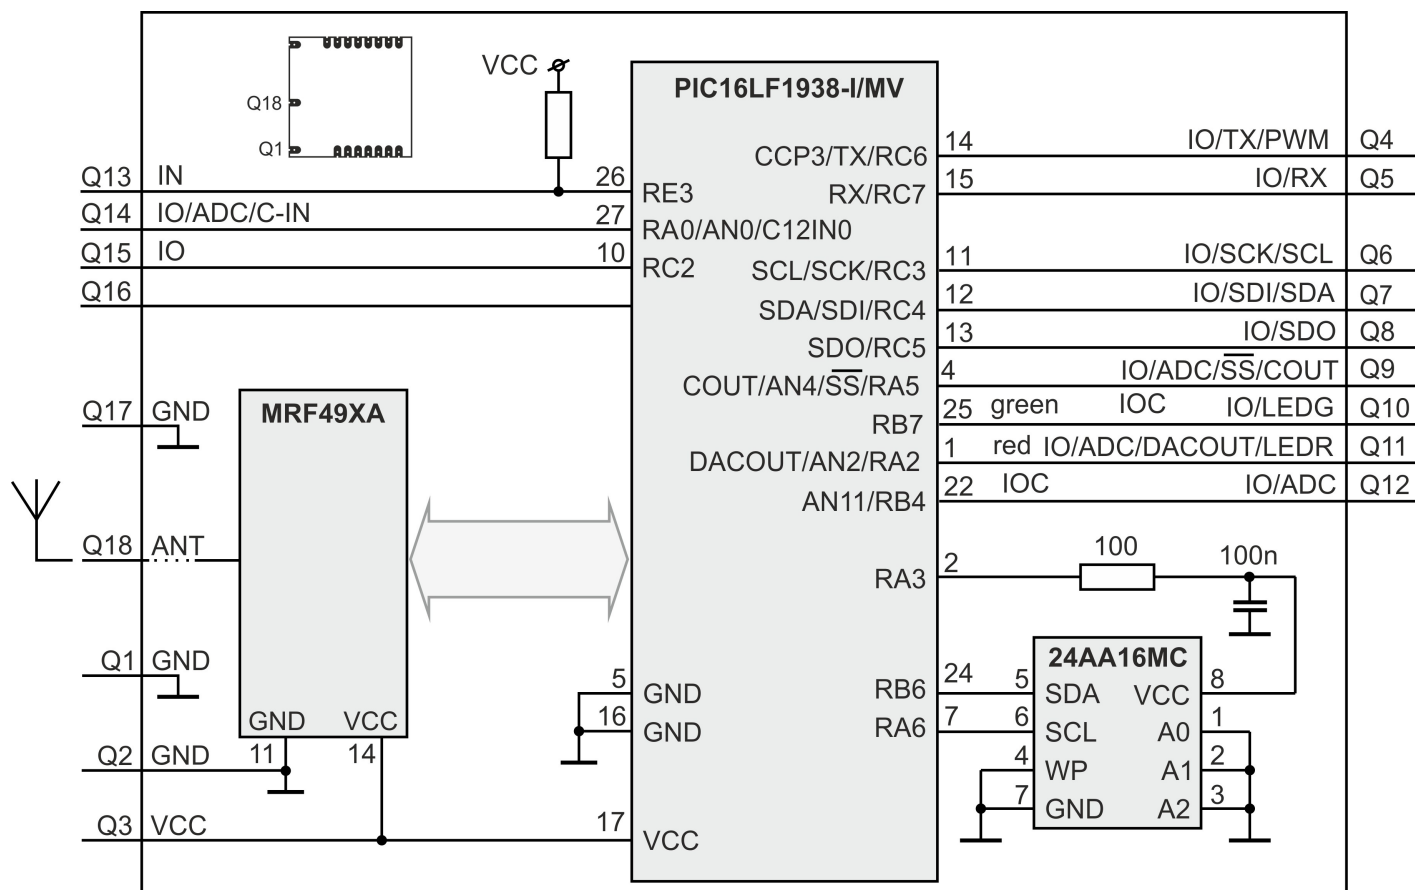 VCC
Q18
Q1
PIC16LF1938-I/MV
Q13 IN 26 RE3
Q14 IO/ADC/C-IN 27 RA0/AN0/C12IN0
Q15 IO 10 RC2
Q16
CCP3/TX/RC6 14 IO/TX/PWM Q4
RX/RC7 15 IO/RX Q5
SCL/SCK/RC3 11 IO/SCK/SCL Q6
SDA/SDI/RC4 12 IO/SDI/SDA Q7
SDO/RC5 13 IO/SDO Q8
COUT/AN4/SS/RA5 4 IO/ADC/SS/COUT Q9
RB7 25 green IOC IO/LEDG Q10
DACOUT/AN2/RA2 1 red IO/ADC/DACOUT/LEDR Q11
AN11/RB4 22 IOC IO/ADC Q12
Q17 GND
MRF49XA
Q18 ANT
RA3 2 100 100n
Q1 GND
GND VCC
11 14
Q2 GND
Q3 VCC 17 VCC
5 GND
16 GND
24AA16MC
RB6 24 5 SDA VCC 8
RA6 7 6 SCL A0 1
4 WP A1 2
7 GND A2 3